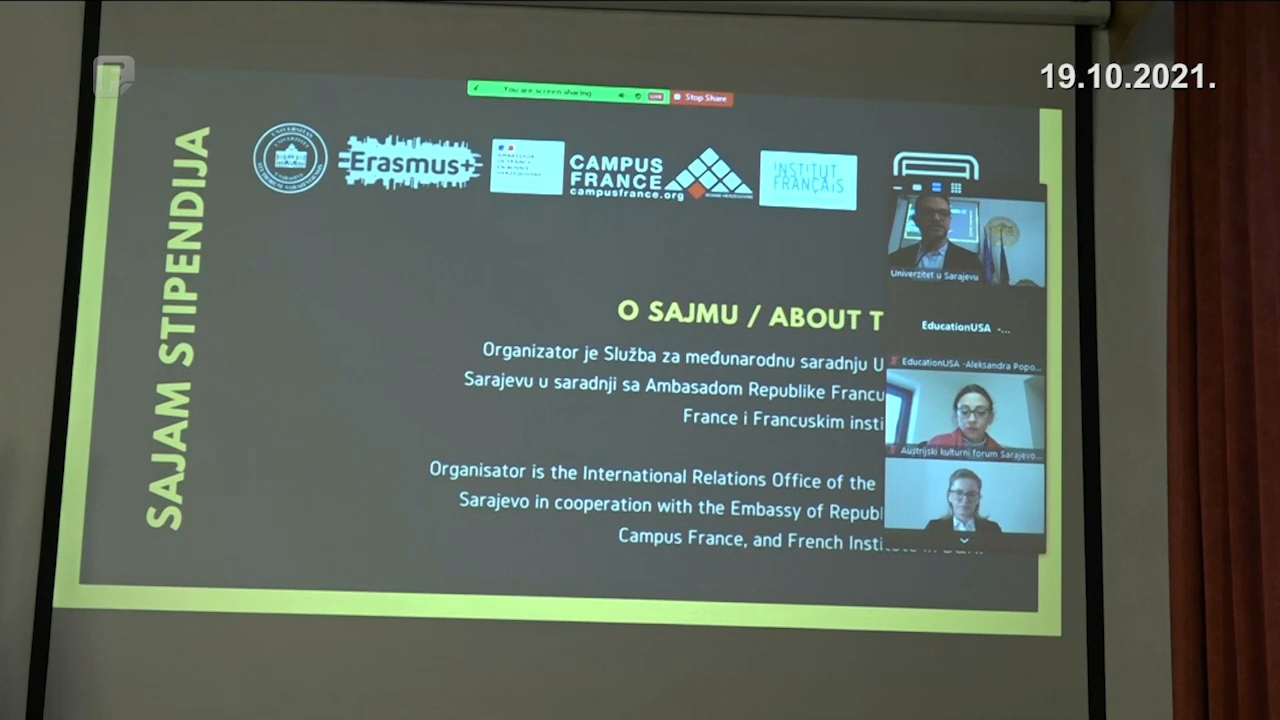 19.10.2021.
You are screen sharing
LIVE
Stop Share
SAJAM STIPENDIJA
Erasmus+
CAMPUS
FRANCE
campusfrance.org
INSTITUT
FRANÇAIS
Univerzitet u Sarajevu
EducationUSA -...
EducationUSA -Aleksandra Popo...
Austrijski kulturni forum Sarajevo...
O SAJMU / ABOUT T
Organizator je Služba za međunarodnu saradnju U
Sarajevu u saradnji sa Ambasadom Republike Francu
France i Francuskim insti
Organisator is the International Relations Office of the
Sarajevo in cooperation with the Embassy of Republ
Campus France, and French Insti